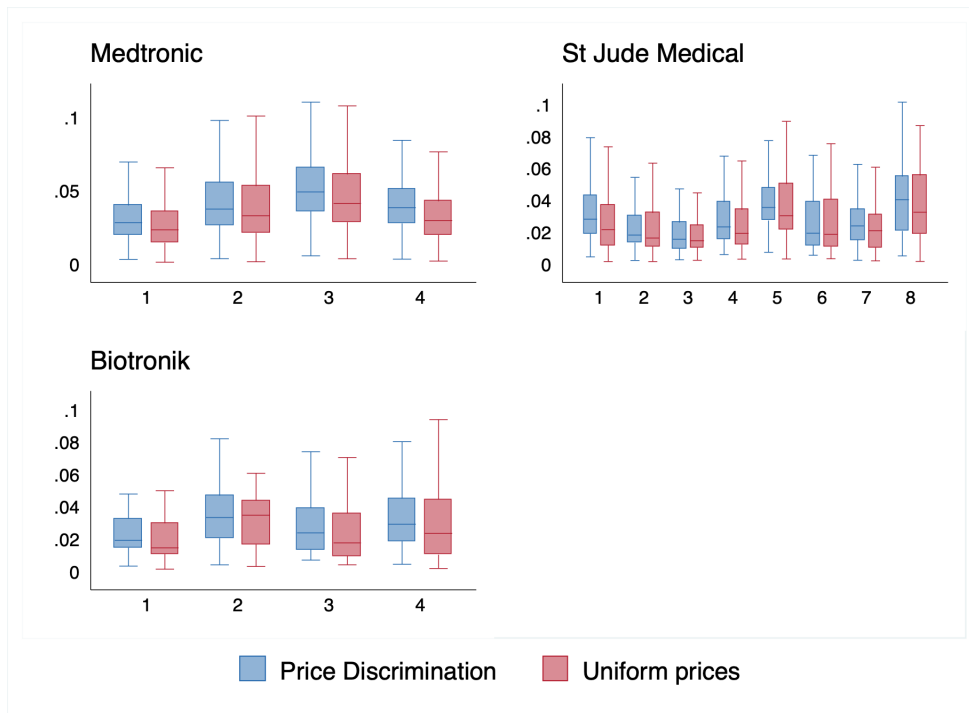 Medtronic
.1
.05
0
1 2 3 4
St Jude Medical
.1
.08
.06
.04
.02
0
1 2 3 4 5 6 7 8
Biotronik
.1
.08
.06
.04
.02
0
1 2 3 4
Price Discrimination Uniform prices